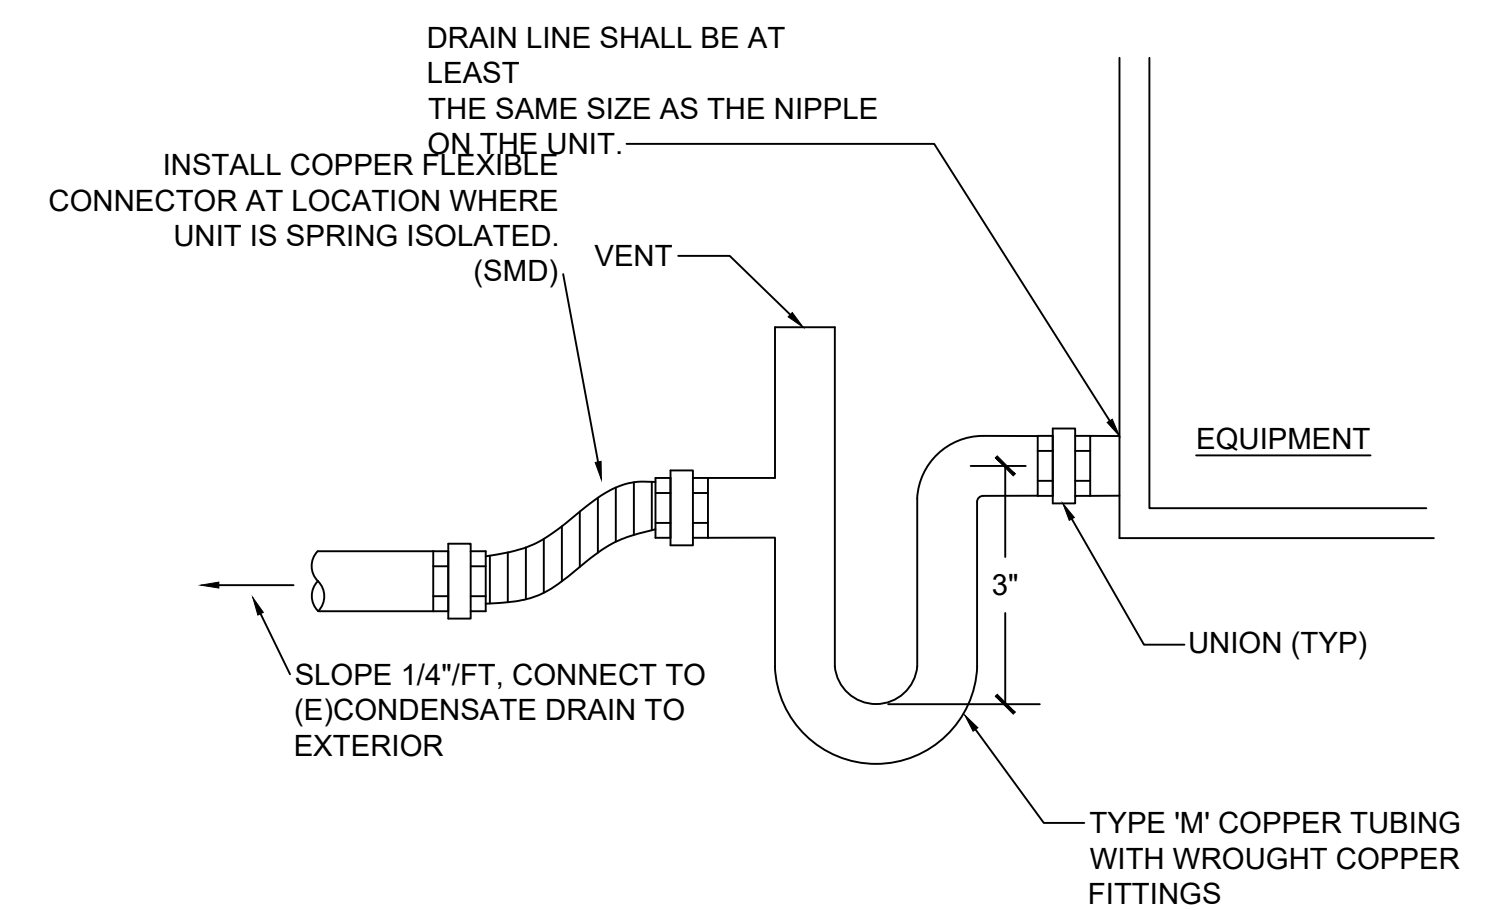 DRAIN LINE SHALL BE AT
LEAST
THE SAME SIZE AS THE NIPPLE
ON THE UNIT.
INSTALL COPPER FLEXIBLE
CONNECTOR AT LOCATION WHERE
UNIT IS SPRING ISOLATED.
(SMD)
VENT
EQUIPMENT
3"
UNION (TYP)
SLOPE 1/4"/FT, CONNECT TO
(E)CONDENSATE DRAIN TO
EXTERIOR
TYPE 'M' COPPER TUBING
WITH WROUGHT COPPER
FITTINGS